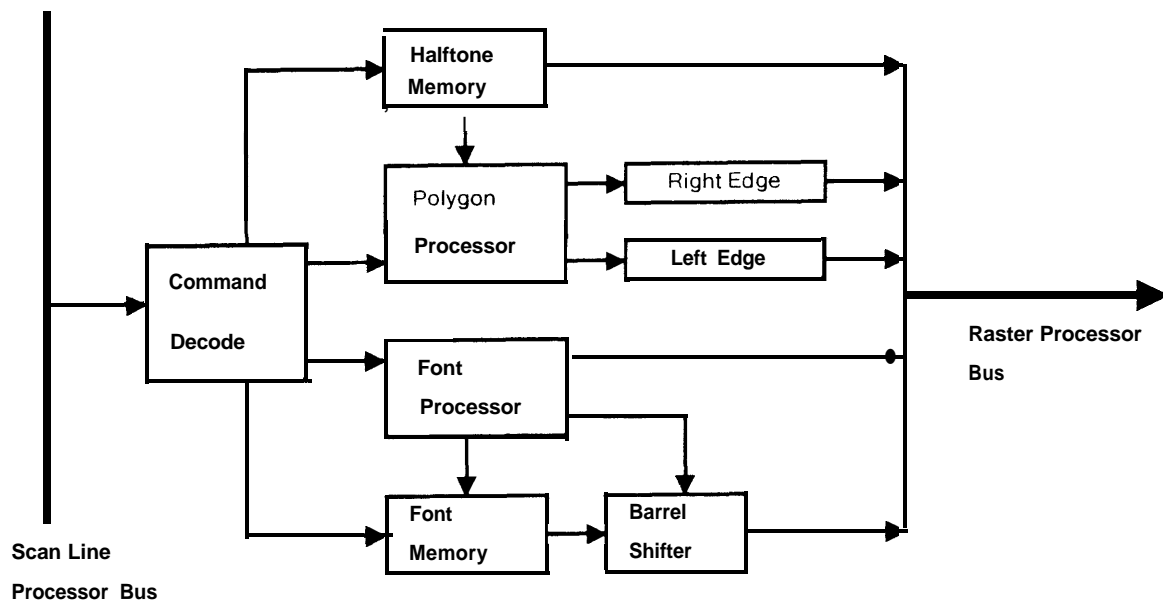 Halftone
Memory
Polygon
Processor
Right Edge
Left Edge
Command
Decode
Font
Processor
Font
Memory
Barrel
Shifter
Raster Processor
Bus
Scan Line
Processor Bus